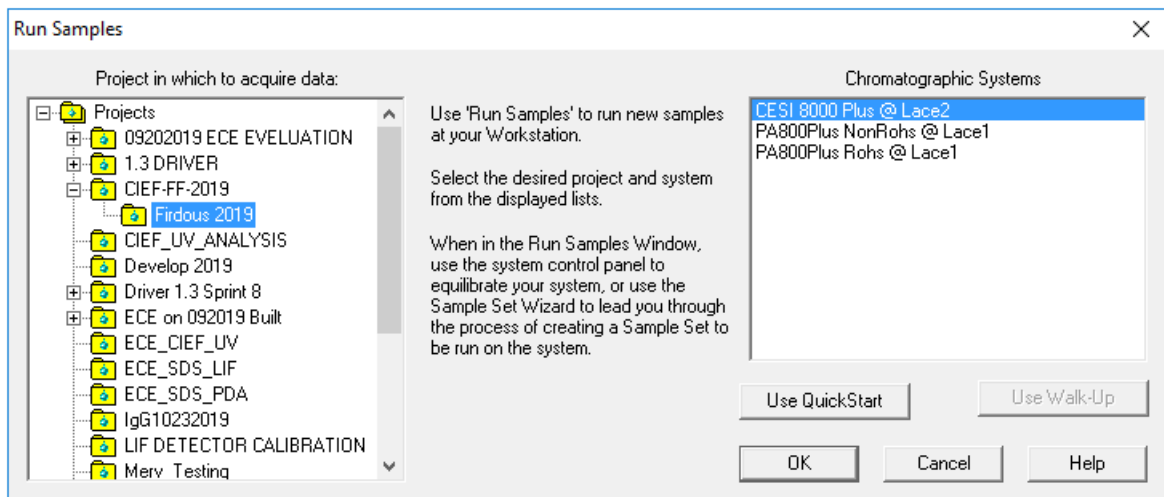 Run Samples
Project in which to acquire data:
Projects
09202019 ECE EVELUATION
1.3 DRIVER
CIEF-FF-2019
Firdous 2019
CIEF_UV_ANALYSIS
Develop 2019
Driver 1.3 Sprint 8
ECE on 092019 Built
ECE_CIEF_UV
ECE_SDS_LIF
ECE_SDS_PDA
IgG10232019
LIF DETECTOR CALIBRATION
Merv_Testing
Use 'Run Samples' to run new samples
at your Workstation.
Select the desired project and system
from the displayed lists.
When in the Run Samples Window,
use the system control panel to
equilibrate your system, or use the
Sample Set Wizard to lead you through
the process of creating a Sample Set to
be run on the system.
Chromatographic Systems
CESI 8000 Plus @ Lace2
PA800Plus NonRohs @ Lace1
PA800Plus Rohs @ Lace1
Use QuickStart
Use Walk-Up
OK
Cancel
Help